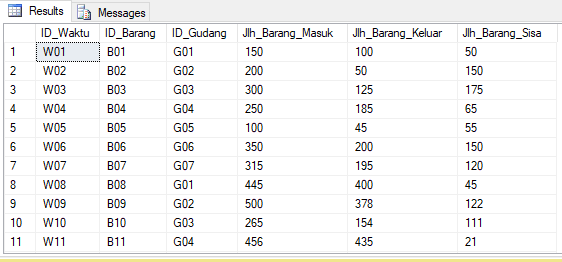 Results Messages
ID_Waktu ID_Barang ID_Gudang Jlh_Barang_Masuk Jlh_Barang_Keluar Jlh_Barang_Sisa
1 W01 B01 G01 150 100 50
2 W02 B02 G02 200 50 150
3 W03 B03 G03 300 125 175
4 W04 B04 G04 250 185 65
5 W05 B05 G05 100 45 55
6 W06 B06 G06 350 200 150
7 W07 B07 G07 315 195 120
8 W08 B08 G01 445 400 45
9 W09 B09 G02 500 378 122
10 W10 B10 G03 265 154 111
11 W11 B11 G04 456 435 21